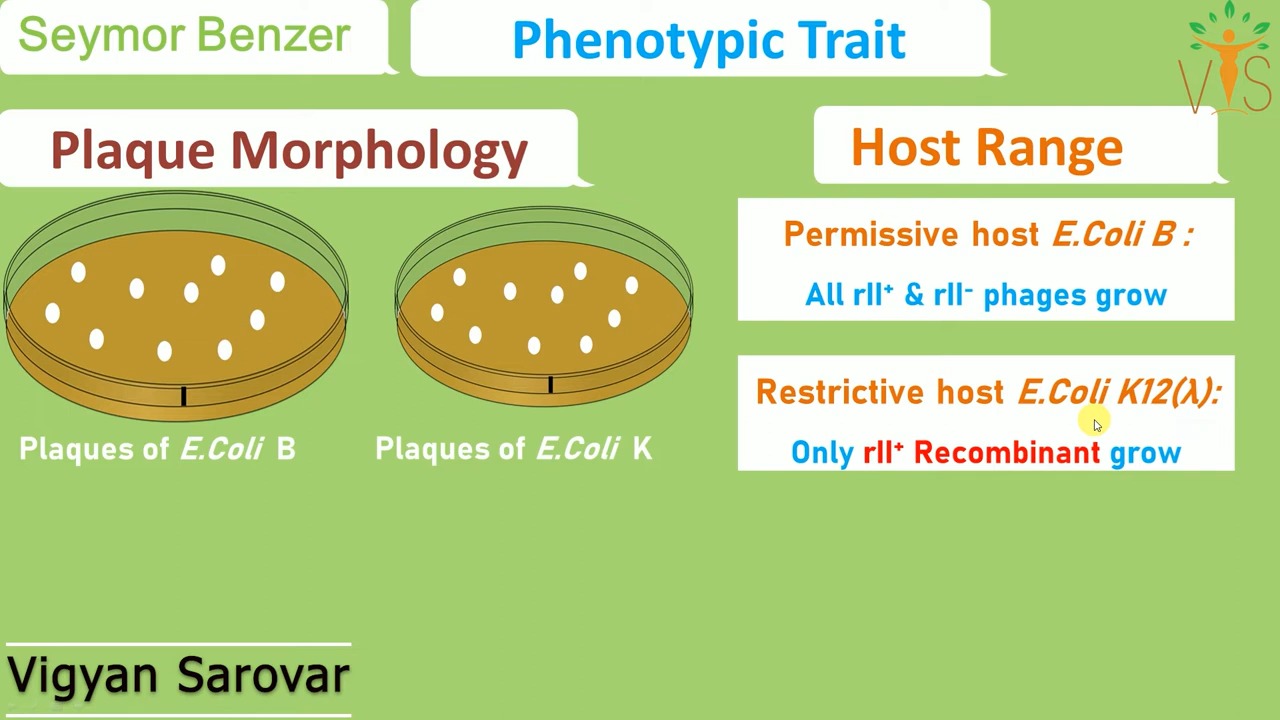 Seymor Benzer
Phenotypic Trait
VIS
Plaque Morphology
Host Range
Permissive host E.Coli B :
All rII⁺ & rII⁻ phages grow
Restrictive host E.Coli K12(λ):
Only rII⁺ Recombinant grow
Plaques of E.Coli B
Plaques of E.Coli K
Vigyan Sarovar